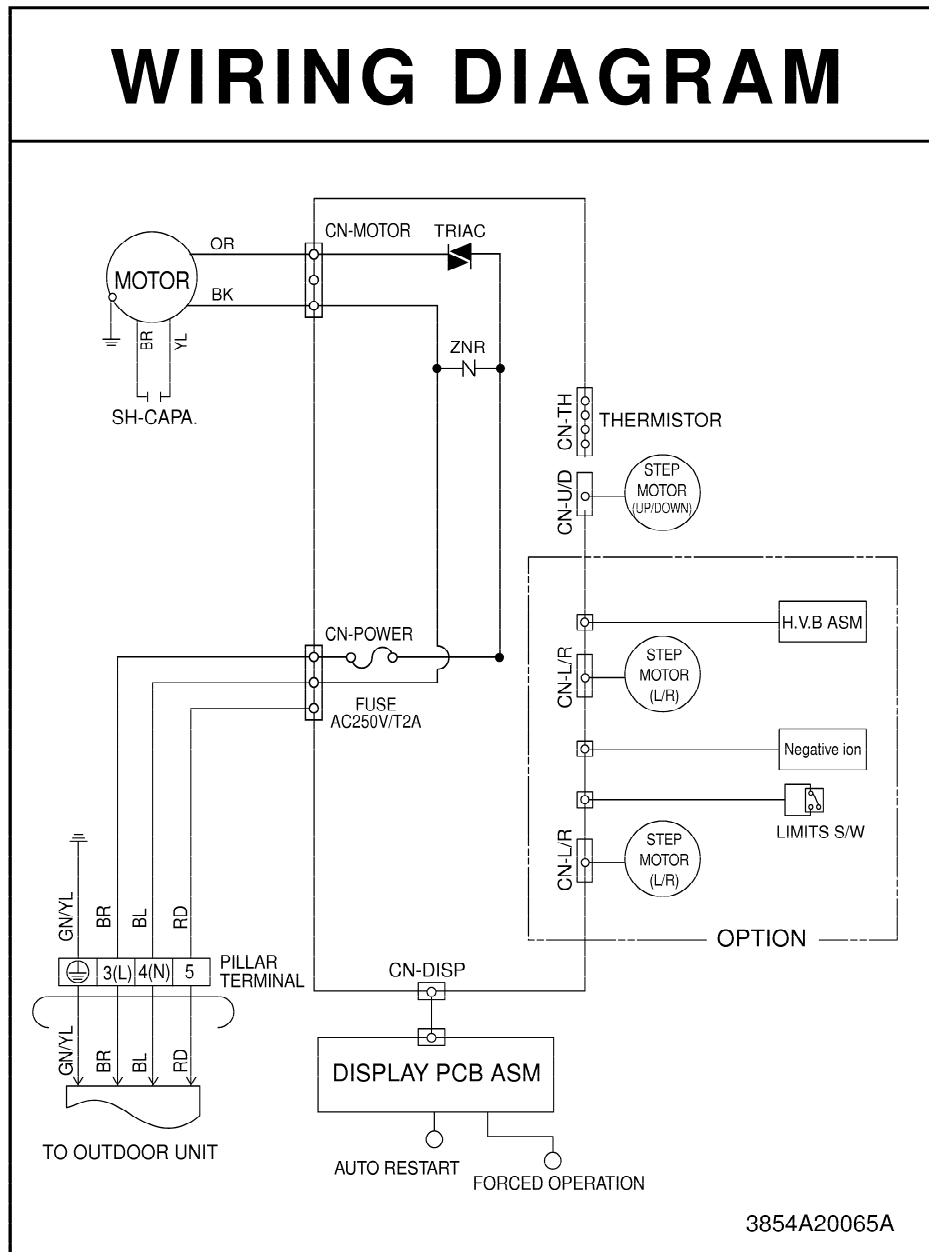 WIRING DIAGRAM
OR
CN-MOTOR
TRIAC
MOTOR
BK
BR
YL
SH-CAPA.
ZNR
CN-TH
THERMISTOR
CN-U/D
STEP
MOTOR
(UP/DOWN)
H.V.B ASM
CN-L/R
STEP
MOTOR
(L/R)
CN-POWER
FUSE
AC250V/T2A
Negative ion
LIMITS S/W
CN-L/R
STEP
MOTOR
(L/R)
OPTION
GN/YL
BR
BL
RD
3(L)
4(N)
5
PILLAR
TERMINAL
GN/YL
BR
BL
RD
TO OUTDOOR UNIT
CN-DISP
DISPLAY PCB ASM
AUTO RESTART
FORCED OPERATION
3854A20065A